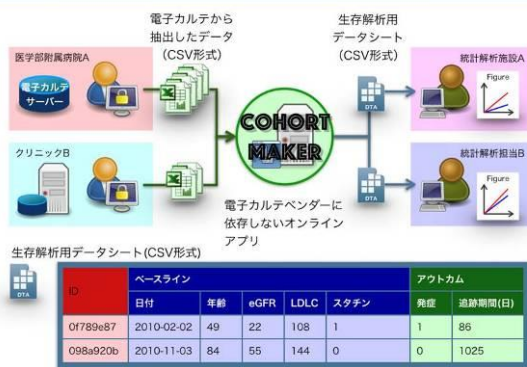 電子カルテから
抽出したデータ
（CSV形式）
生存解析用
データシート
（CSV形式）
医学部附属病院A
電子カルテ
サーバー
統計解析施設A
Figure
DTA
COHORT
MAKER
クリニックB
統計解析担当B
Figure
DTA
電子カルテベンダーに
依存しないオンライン
アプリ
生存解析用データシート(CSV形式)
DTA
ID
ベースライン
アウトカム
日付 年齢 eGFR LDLC スタチン 発症 追跡期間(日)
0f789e87 2010-02-02 49 22 108 1 1 86
098a920b 2010-11-03 84 55 144 0 0 1025